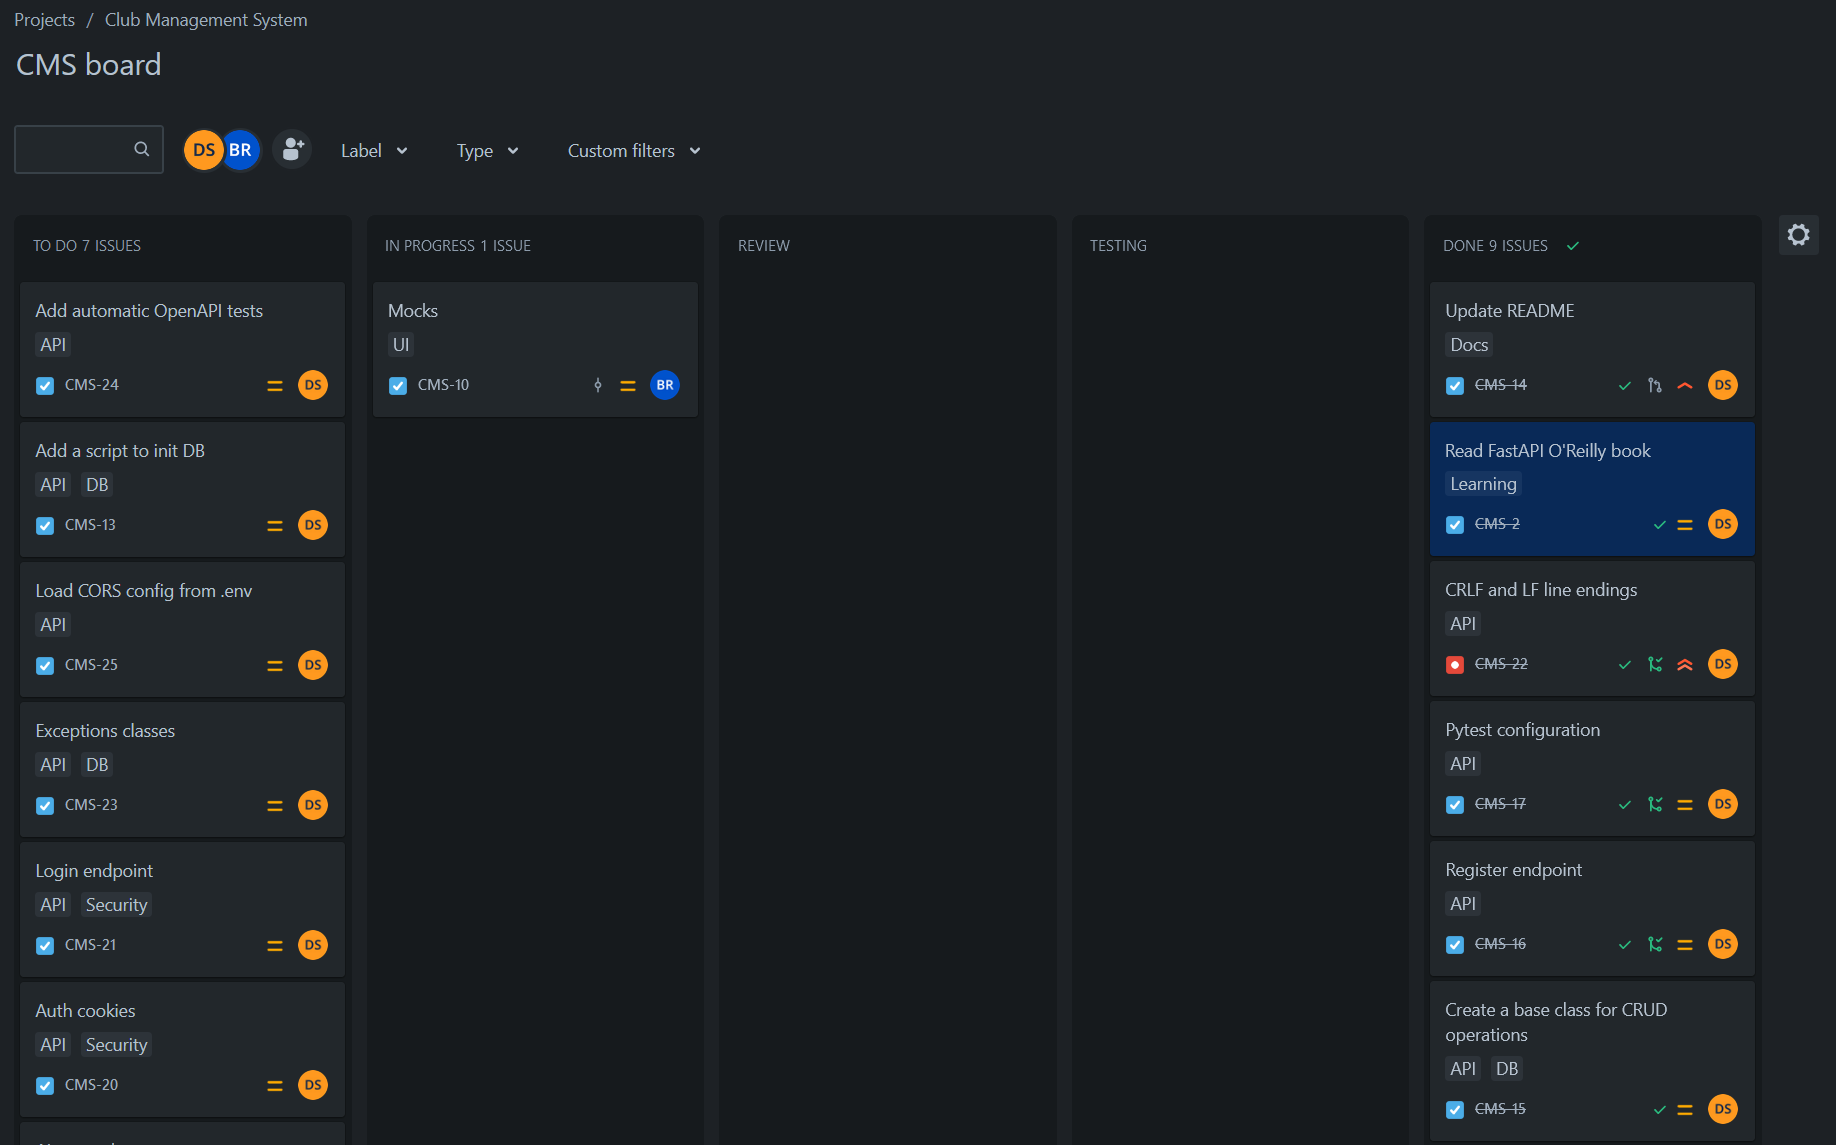 Projects / Club Management System
CMS board
DS BR Label Type Custom filters
TO DO 7 ISSUES
Add automatic OpenAPI tests
API
CMS-24 DS
Add a script to init DB
API DB
CMS-13 DS
Load CORS config from .env
API
CMS-25 DS
Exceptions classes
API DB
CMS-23 DS
Login endpoint
API Security
CMS-21 DS
Auth cookies
API Security
CMS-20 DS
IN PROGRESS 1 ISSUE
Mocks
UI
CMS-10 BR
REVIEW
TESTING
DONE 9 ISSUES
Update README
Docs
CMS-14 DS
Read FastAPI O'Reilly book
Learning
CMS-2 DS
CRLF and LF line endings
API
CMS-22 DS
Pytest configuration
API
CMS-17 DS
Register endpoint
API
CMS-16 DS
Create a base class for CRUD
operations
API DB
CMS-15 DS